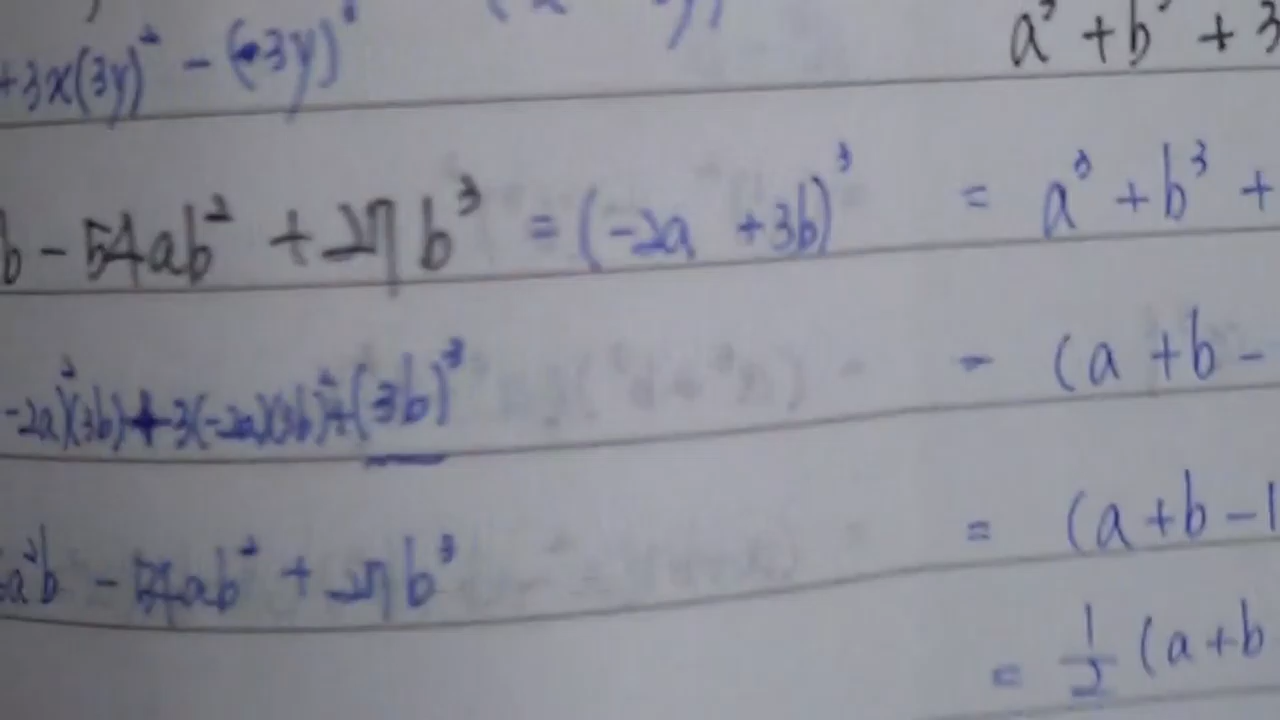 +3x(3y)² - (-3y)³
b - 54ab² + 27b³ = (-2a + 3b)³
-2a)²(3b) + 3(-2a)(3b)² + (3b)³
a²b - 54ab² + 27b³
a³ + b³ + 3
= a³ + b³ +
- (a + b -
= (a + b - 1
= 1/2 (a + b